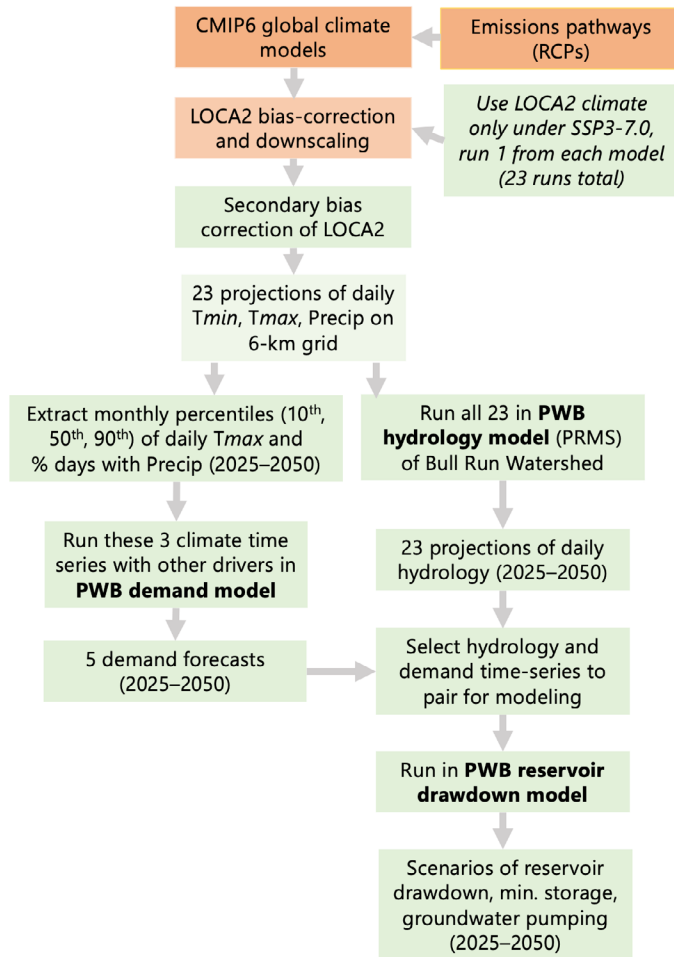 CMIP6 global climate
models
Emissions pathways
(RCPs)
LOCA2 bias-correction
and downscaling
Use LOCA2 climate
only under SSP3-7.0,
run 1 from each model
(23 runs total)
Secondary bias
correction of LOCA2
23 projections of daily
Tmin, Tmax, Precip on
6-km grid
Extract monthly percentiles (10th,
50th, 90th) of daily Tmax and
% days with Precip (2025–2050)
Run all 23 in PWB
hydrology model (PRMS)
of Bull Run Watershed
Run these 3 climate time
series with other drivers in
PWB demand model
23 projections of daily
hydrology (2025–2050)
5 demand forecasts
(2025–2050)
Select hydrology and
demand time-series to
pair for modeling
Run in PWB reservoir
drawdown model
Scenarios of reservoir
drawdown, min. storage,
groundwater pumping
(2025–2050)